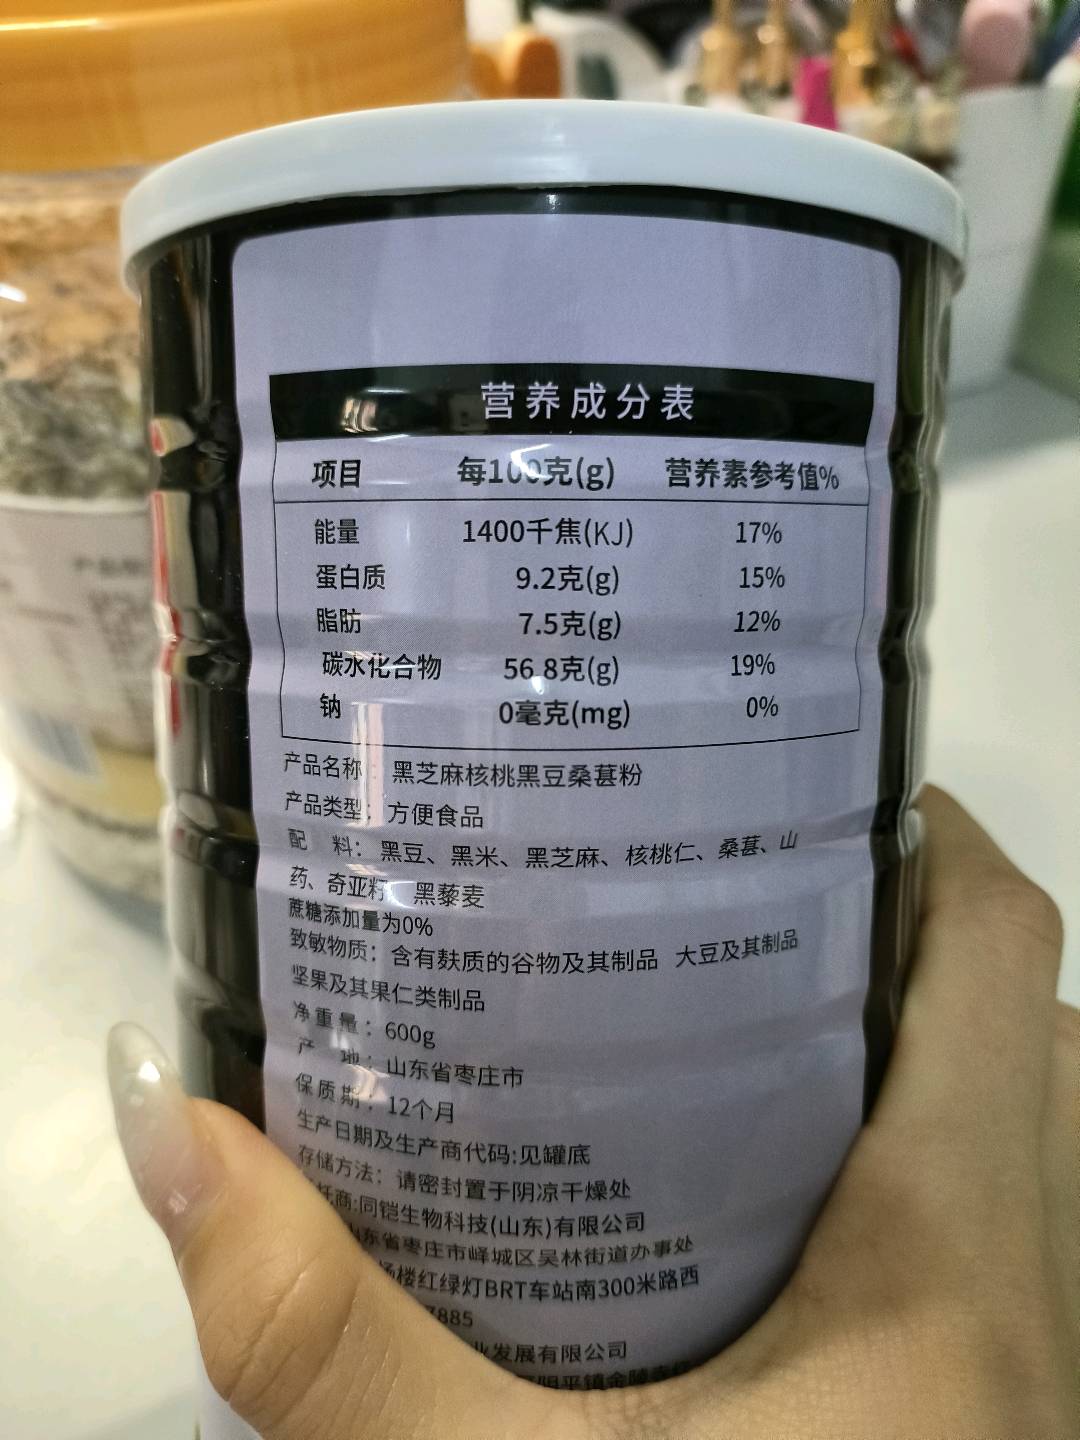 营养成分表
项目 每100克(g) 营养素参考值%
能量 1400千焦(KJ) 17%
蛋白质 9.2克(g) 15%
脂肪 7.5克(g) 12%
碳水化合物 56.8克(g) 19%
钠 0毫克(mg) 0%
产品名称： 黑芝麻核桃黑豆桑葚粉
产品类型：方便食品
配 料：黑豆、黑米、黑芝麻、核桃仁、桑葚、山
药、奇亚籽、黑藜麦
蔗糖添加量为0%
致敏物质：含有麸质的谷物及其制品 大豆及其制品
坚果及其果仁类制品
净重量：600g
产 地：山东省枣庄市
保质期：12个月
生产日期及生产商代码:见罐底
存储方法：请密封置于阴凉干燥处
托商:同铠生物科技(山东)有限公司
山东省枣庄市峄城区吴林街道办事处
杨楼红绿灯BRT车站南300米路西
7885
业发展有限公司
阴平镇金陵寺